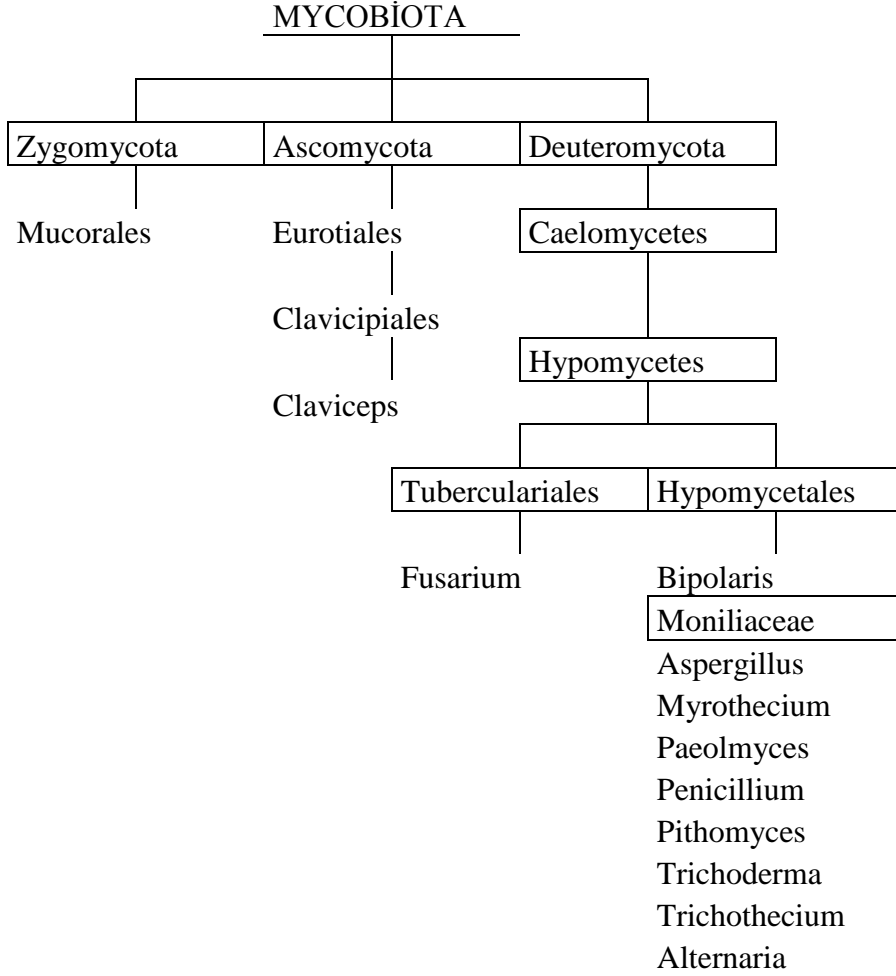 MYCOBİOTA
Zygomycota Ascomycota Deuteromycota
Mucorales Eurotiales Caelomycetes
Clavicipiales
Hypomycetes
Claviceps
Tuberculariales Hypomycetales
Fusarium Bipolaris
Moniliaceae
Aspergillus
Myrothecium
Paeolmyces
Penicillium
Pithomyces
Trichoderma
Trichothecium
Alternaria